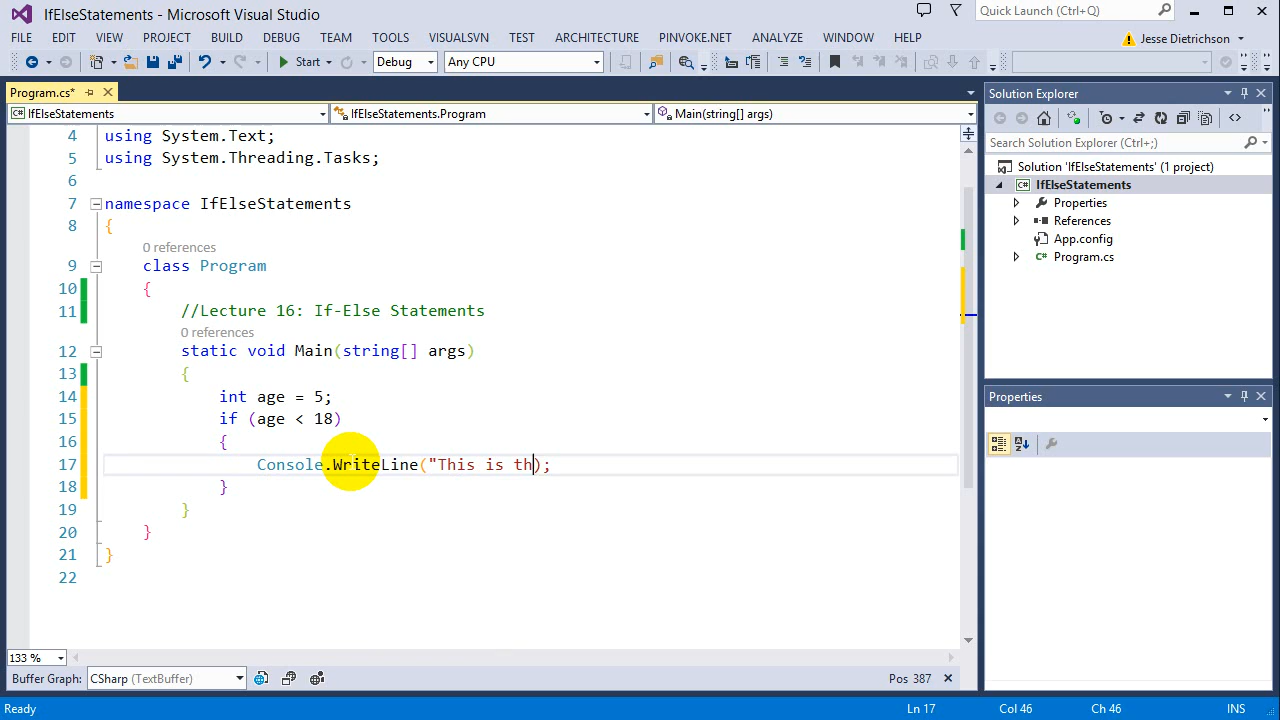 IfElseStatements - Microsoft Visual Studio
Quick Launch (Ctrl+Q)
FILE EDIT VIEW PROJECT BUILD DEBUG TEAM TOOLS VISUALSVN TEST ARCHITECTURE PINVOKE.NET ANALYZE WINDOW HELP
Jesse Dietrichson
Start Debug Any CPU
Program.cs*
IfElseStatements IfElseStatements.Program Main(string[] args)
4 using System.Text;
5 using System.Threading.Tasks;
6
7 namespace IfElseStatements
8 {
0 references
9 class Program
10 {
11 //Lecture 16: If-Else Statements
0 references
12 static void Main(string[] args)
13 {
14 int age = 5;
15 if (age < 18)
16 {
17 Console.WriteLine("This is th);
18 }
19 }
20 }
21 }
22
133 %
Buffer Graph: CSharp (TextBuffer) Pos 387
Solution Explorer
Search Solution Explorer (Ctrl+;)
Solution 'IfElseStatements' (1 project)
IfElseStatements
Properties
References
App.config
Program.cs
Properties
Ready Ln 17 Col 46 Ch 46 INS